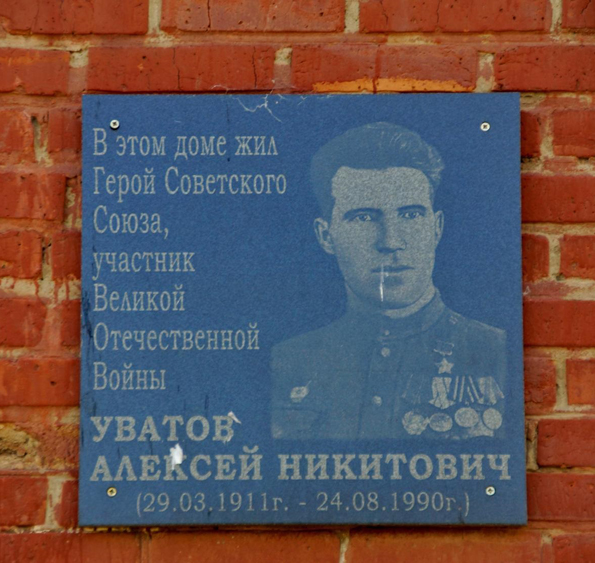 В этом доме жил
Герой Советского
Союза,
участник
Великой
Отечественной
Войны
УВАТОВ
АЛЕКСЕЙ НИКИТОВИЧ
(29.03.1911г. - 24.08.1990г.)